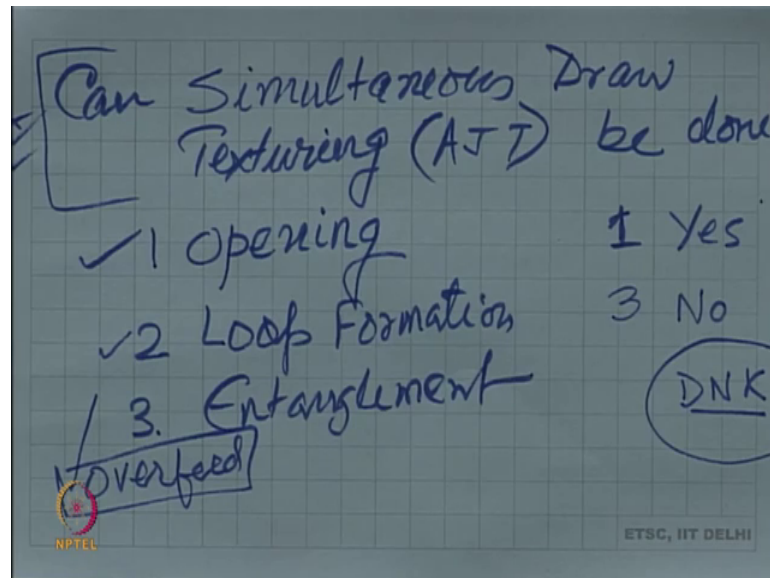 Can Simultaneous Draw
Texturing (AJT) be done
1 Opening 1 Yes
2 Loop Formation 3 No
3. Entanglement DNK
overfeed
NPTEL
ETSC, IIT DELHI